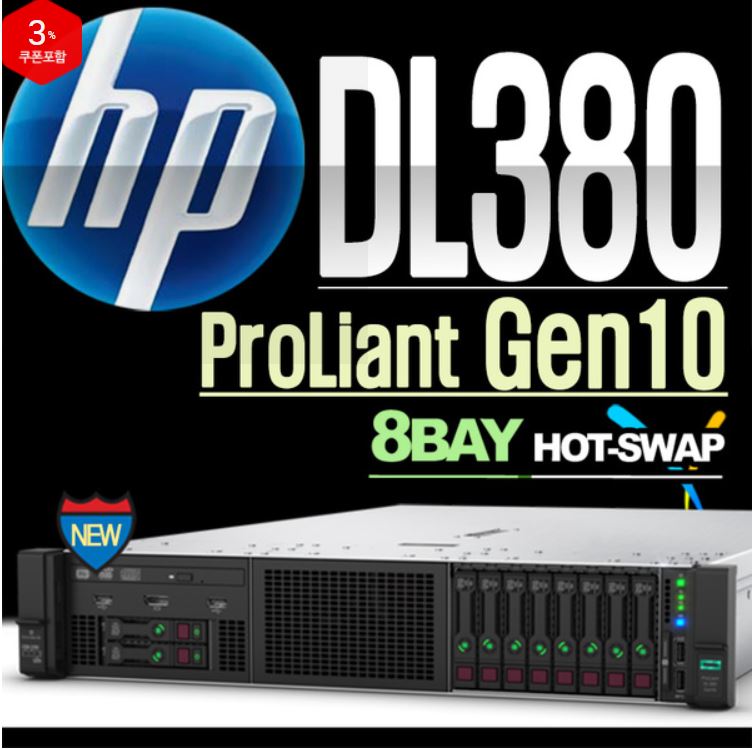 3%
쿠폰포함
hp
DL380
ProLiant Gen10
8BAY HOT-SWAP
NEW